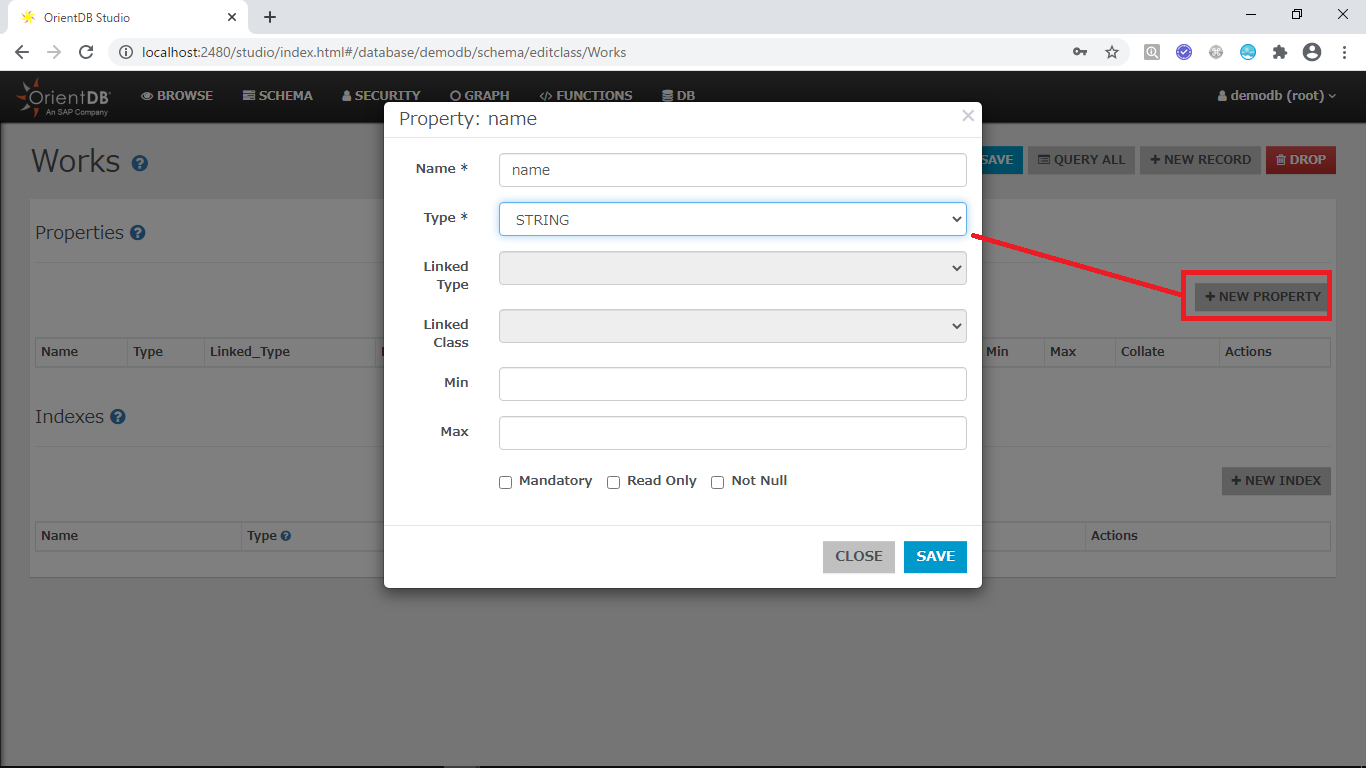 OrientDB Studio
localhost:2480/studio/index.html#/database/demodb/schema/editclass/Works
OrientDB
An SAP Company
BROWSE SCHEMA SECURITY GRAPH FUNCTIONS DB demodb (root)
Property: name
Works
SAVE QUERY ALL + NEW RECORD DROP
Name * name
Type * STRING
Properties
Linked
Type
+ NEW PROPERTY
Linked
Class
Name Type Linked_Type Min Max Collate Actions
Min
Indexes
Max
Mandatory Read Only Not Null
+ NEW INDEX
Name Type Actions
CLOSE SAVE